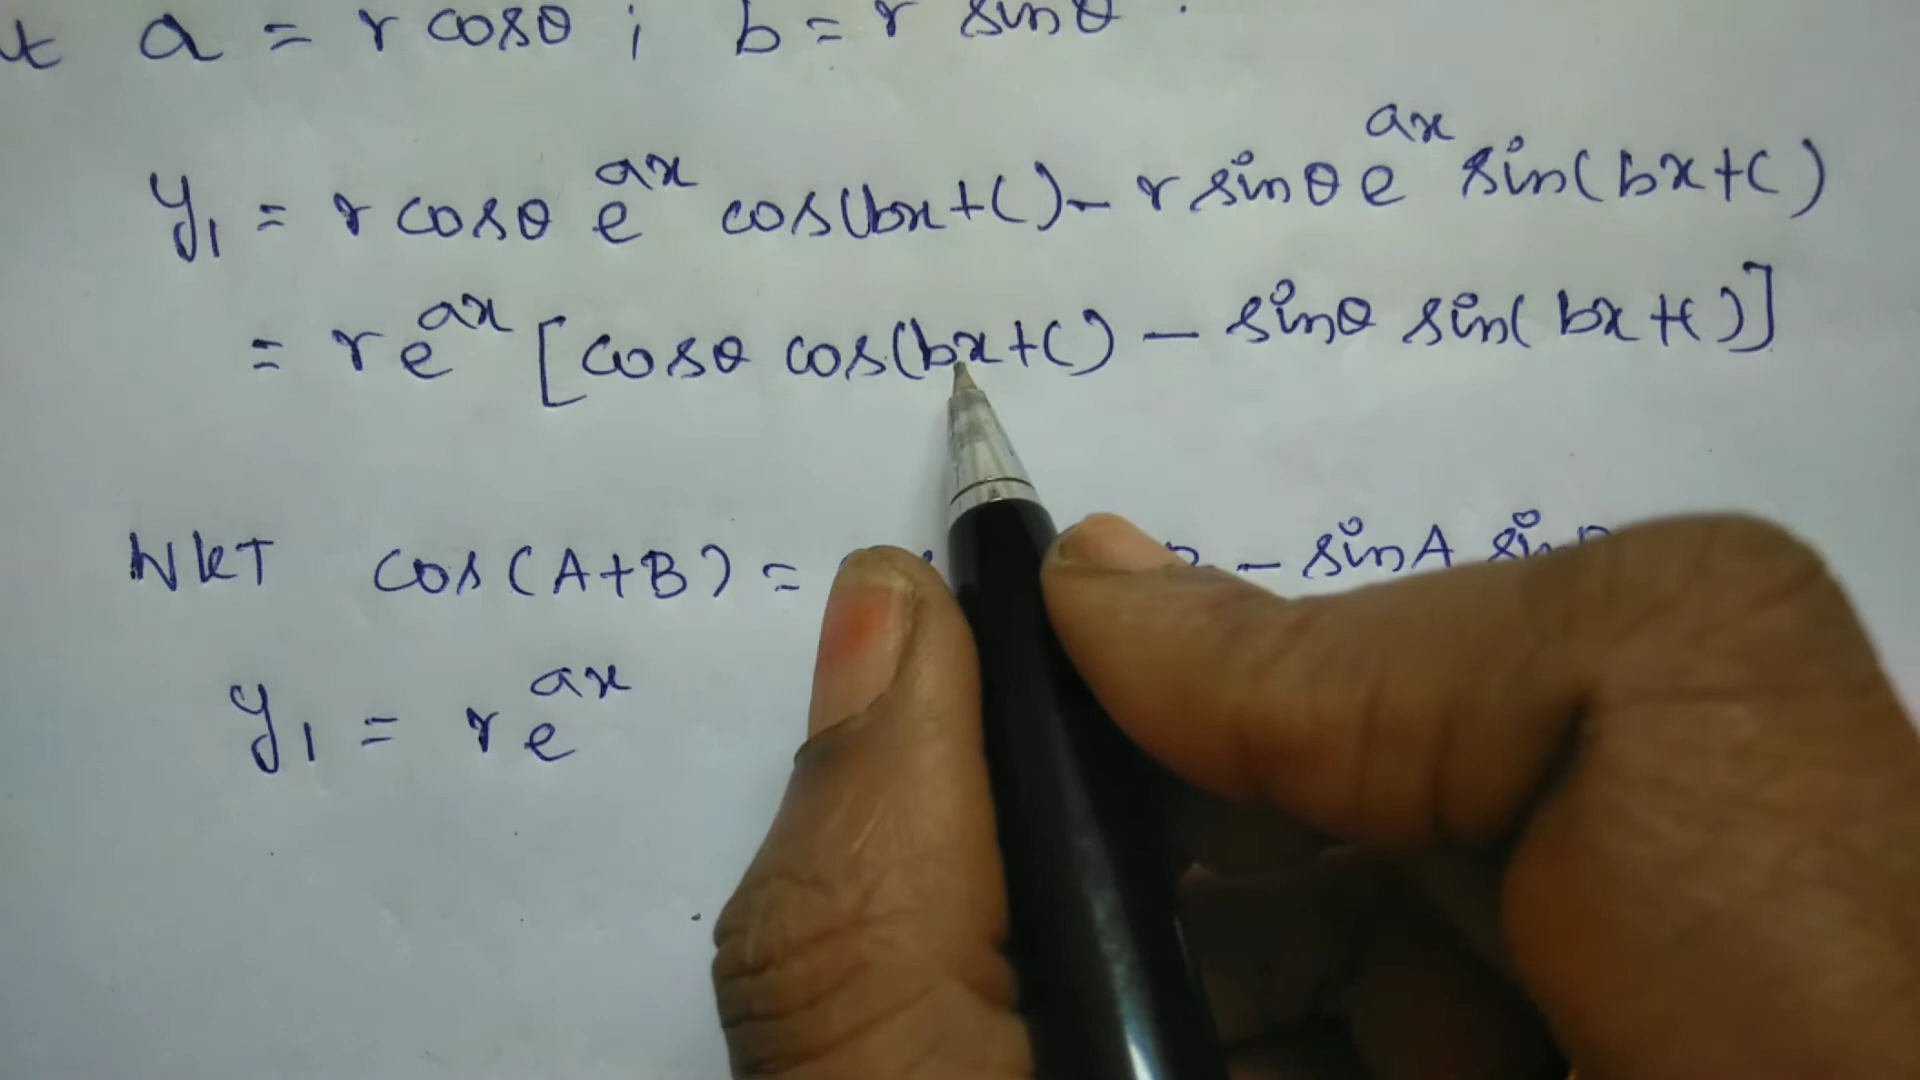 a = r cosθ ; b = r sinθ .
y₁ = r cosθ e^{ax} cos(bx+c) - r sinθ e^{ax} sin(bx+c)
= r e^{ax} [cosθ cos(bx+c) - sinθ sin(bx+c)]
WKT cos(A+B) = - sinA
y₁ = r e^{ax}